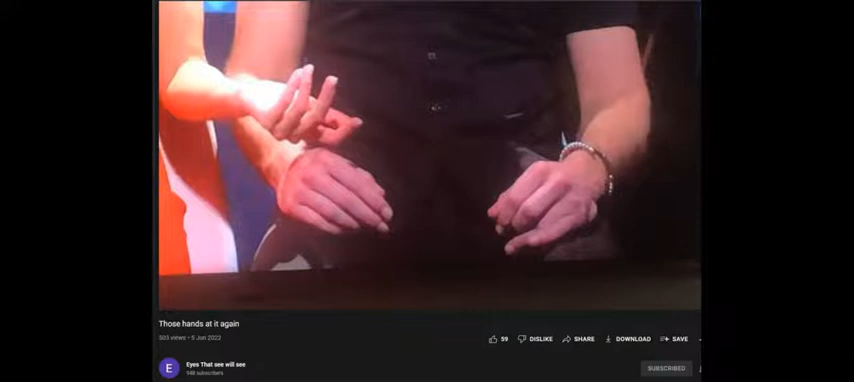 Those hands at it again
503 views • 5 Jun 2022
59 DISLIKE SHARE DOWNLOAD SAVE
E
Eyes That see will see
948 subscribers
SUBSCRIBED